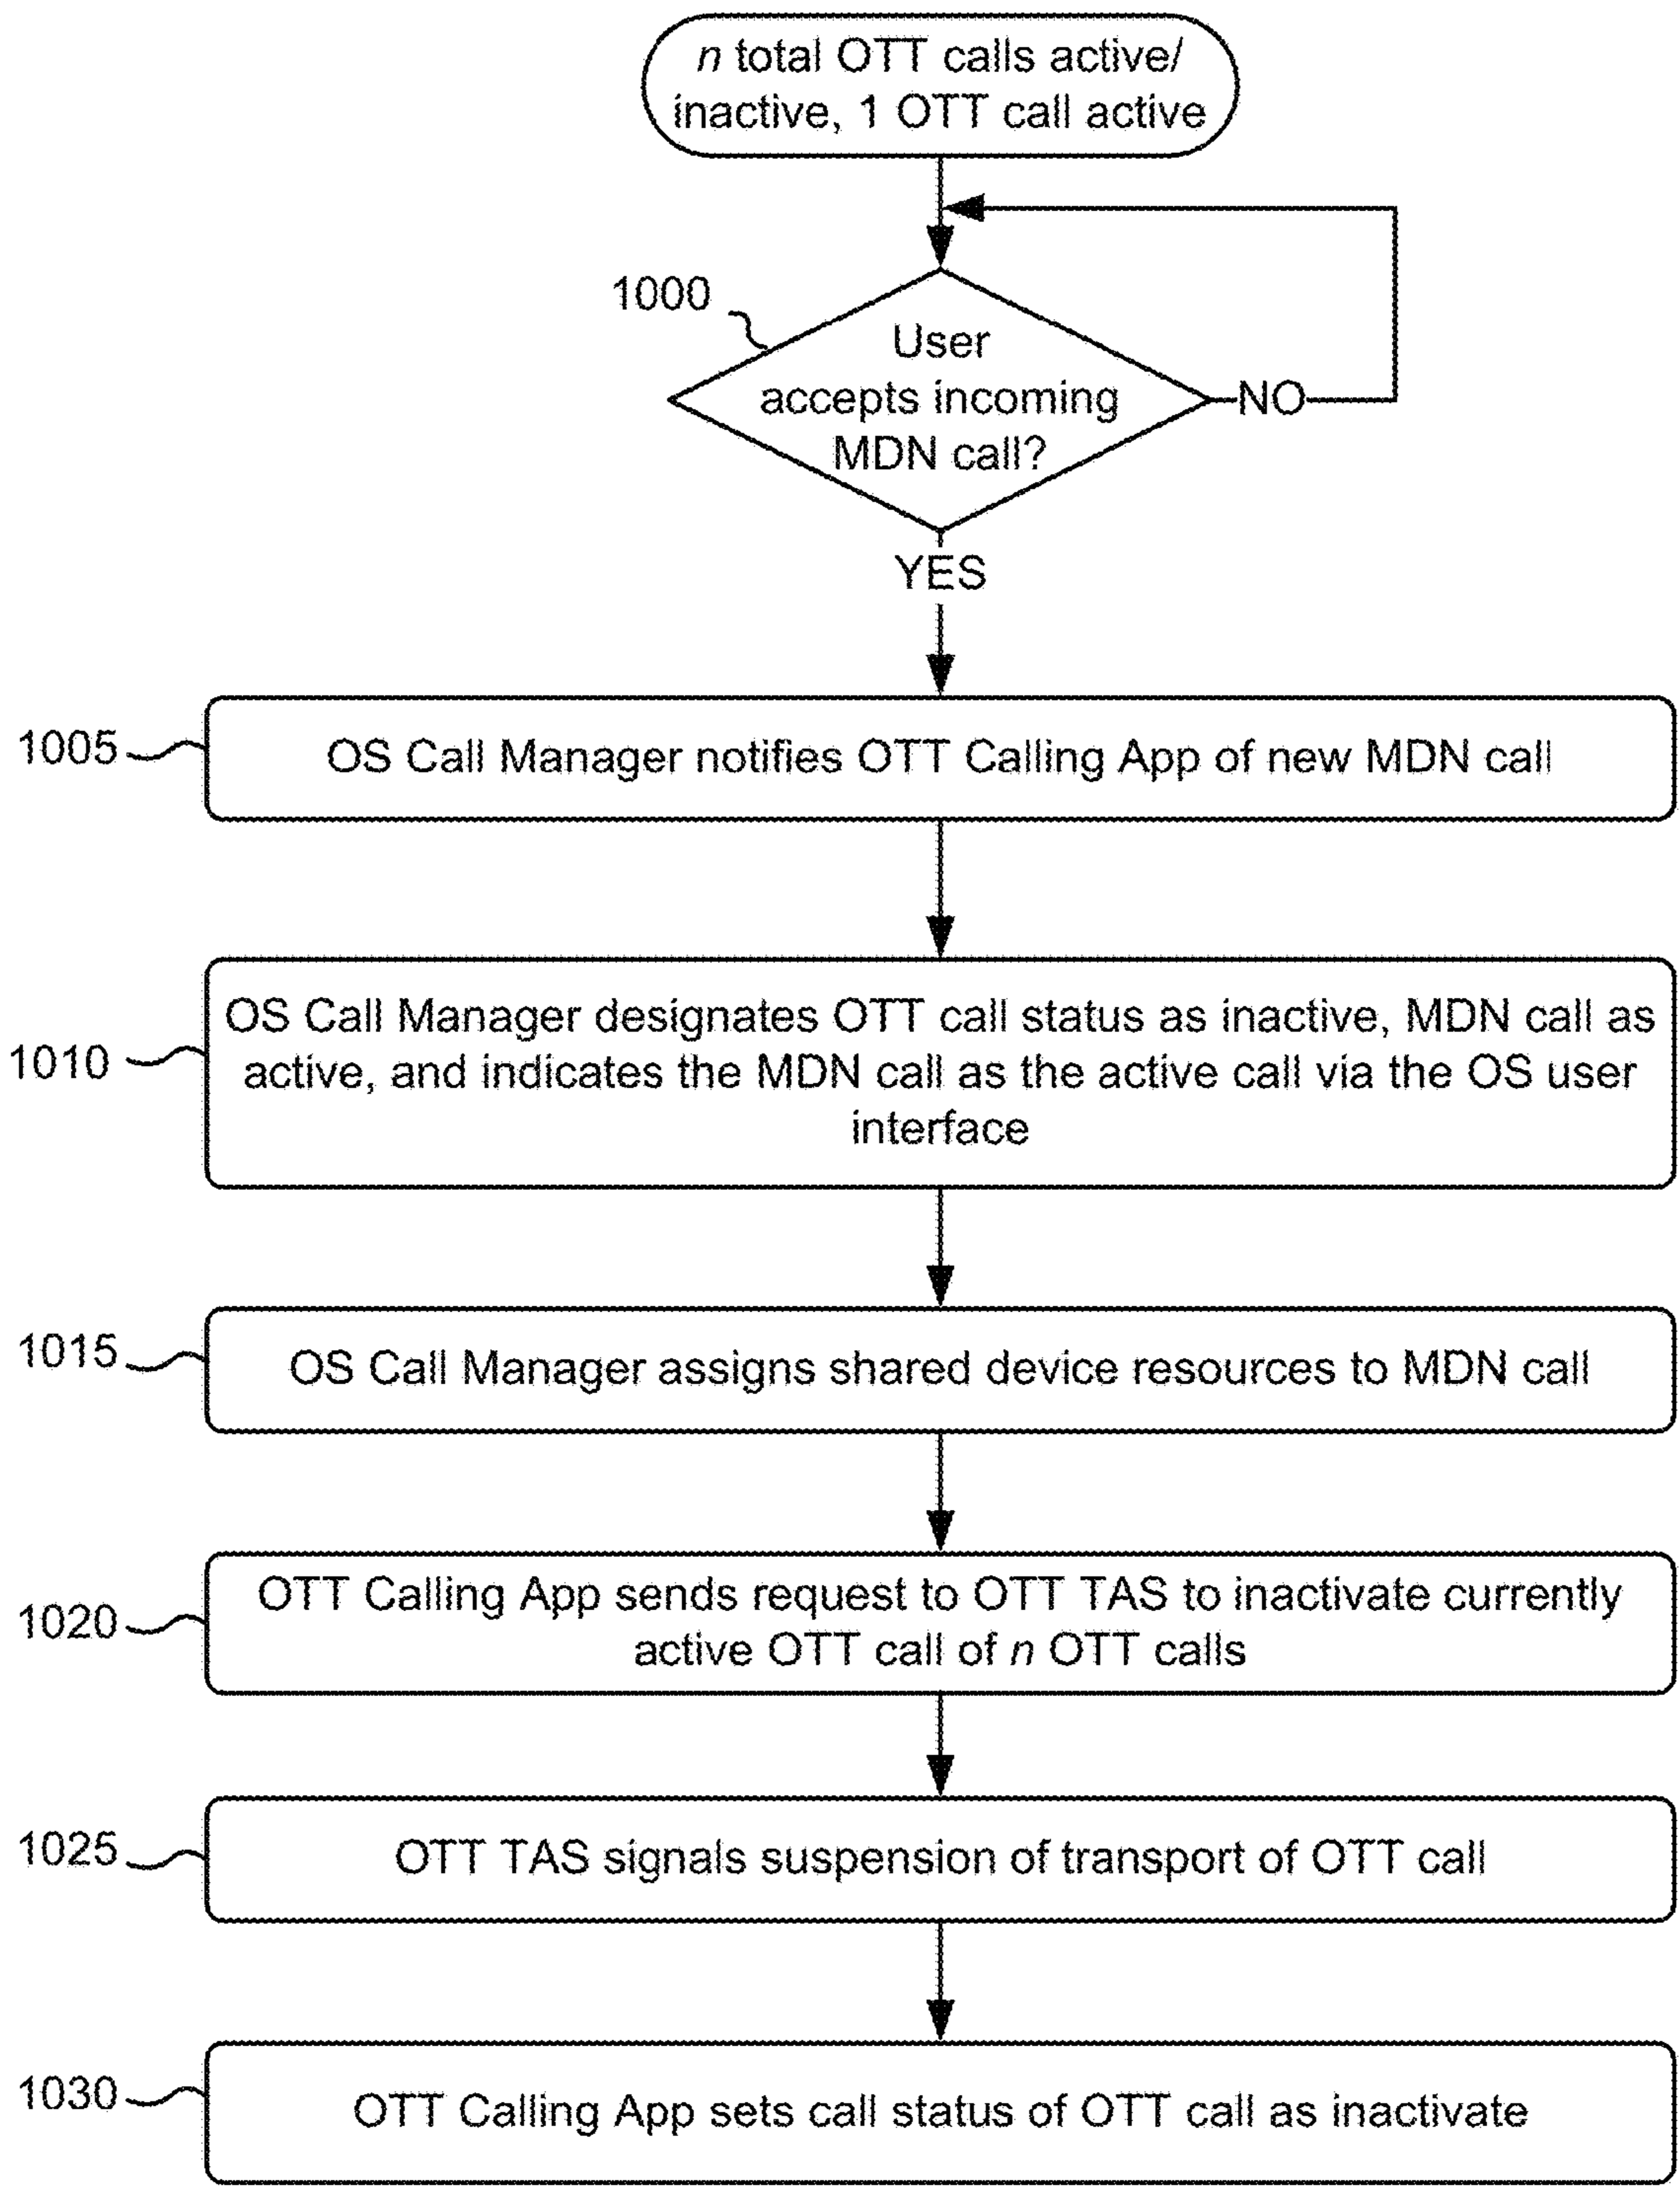 n total OTT calls active/
inactive, 1 OTT call active
1000
User
accepts incoming
MDN call?
NO
YES
1005
OS Call Manager notifies OTT Calling App of new MDN call
OS Call Manager designates OTT call status as inactive, MDN call as
1010
active, and indicates the MDN call as the active call via the OS user
interface
1015
OS Call Manager assigns shared device resources to MDN call
1020
OTT Calling App sends request to OTT TAS to inactivate currently
active OTT call of n OTT calls
1025
OTT TAS signals suspension of transport of OTT call
1030
OTT Calling App sets call status of OTT call as inactivate